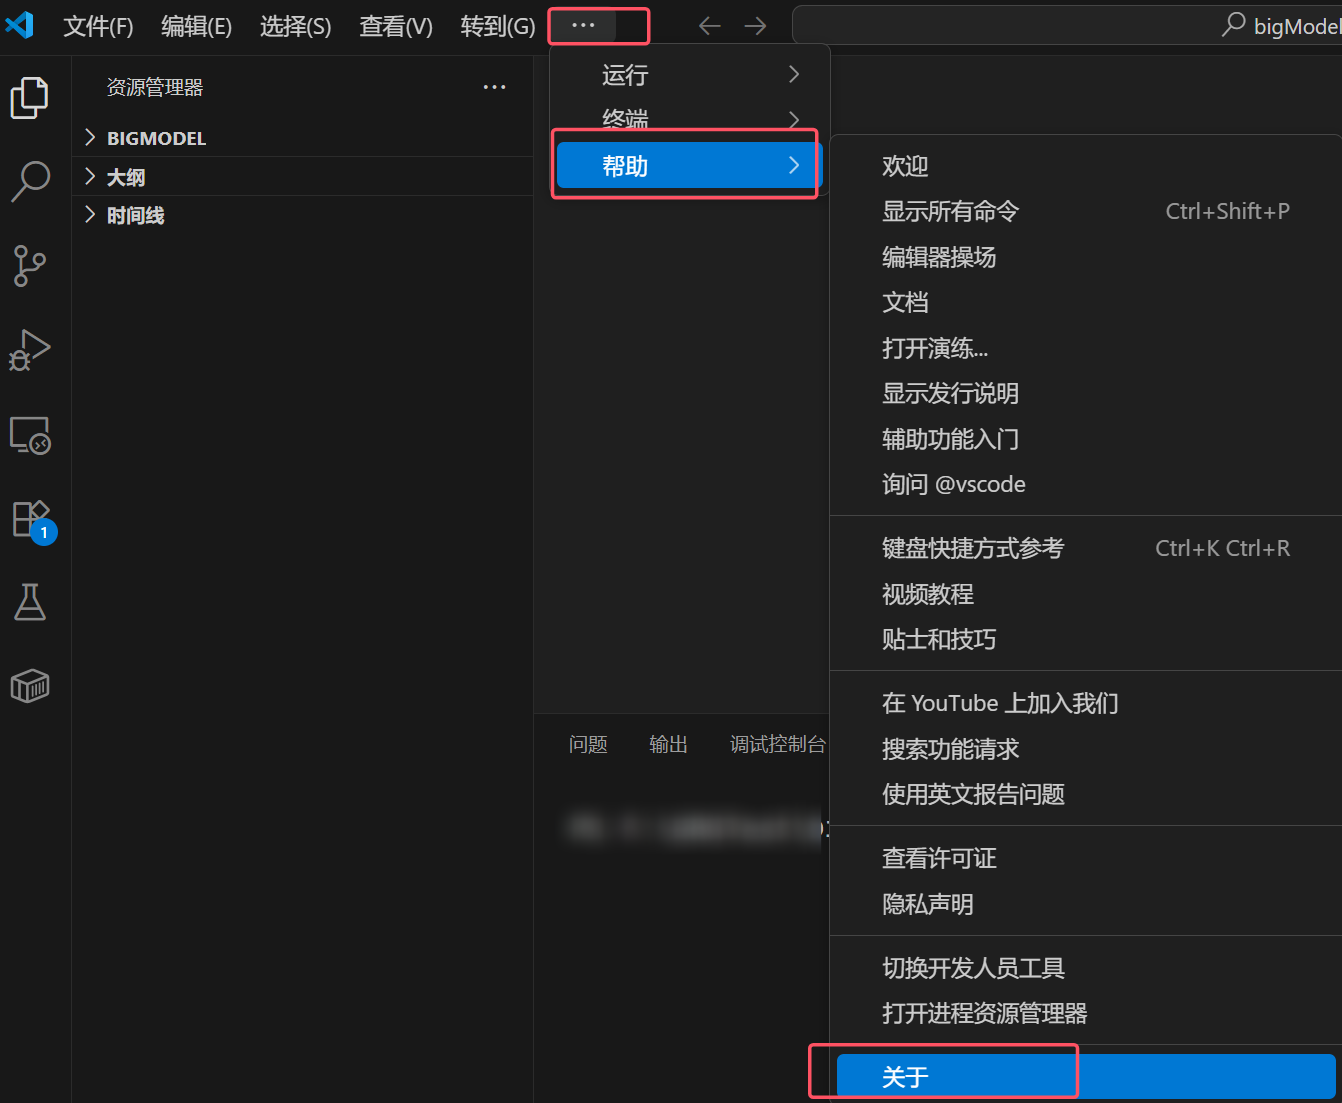 文件(F) 编辑(E) 选择(S) 查看(V) 转到(G) ··· bigModel
资源管理器 ···
BIGMODEL
大纲
时间线
运行
终端
帮助
欢迎
显示所有命令 Ctrl+Shift+P
编辑器操场
文档
打开演练...
显示发行说明
辅助功能入门
询问 @vscode
键盘快捷方式参考 Ctrl+K Ctrl+R
视频教程
贴士和技巧
在 YouTube 上加入我们
搜索功能请求
使用英文报告问题
查看许可证
隐私声明
切换开发人员工具
打开进程资源管理器
关于
1
问题 输出 调试控制台